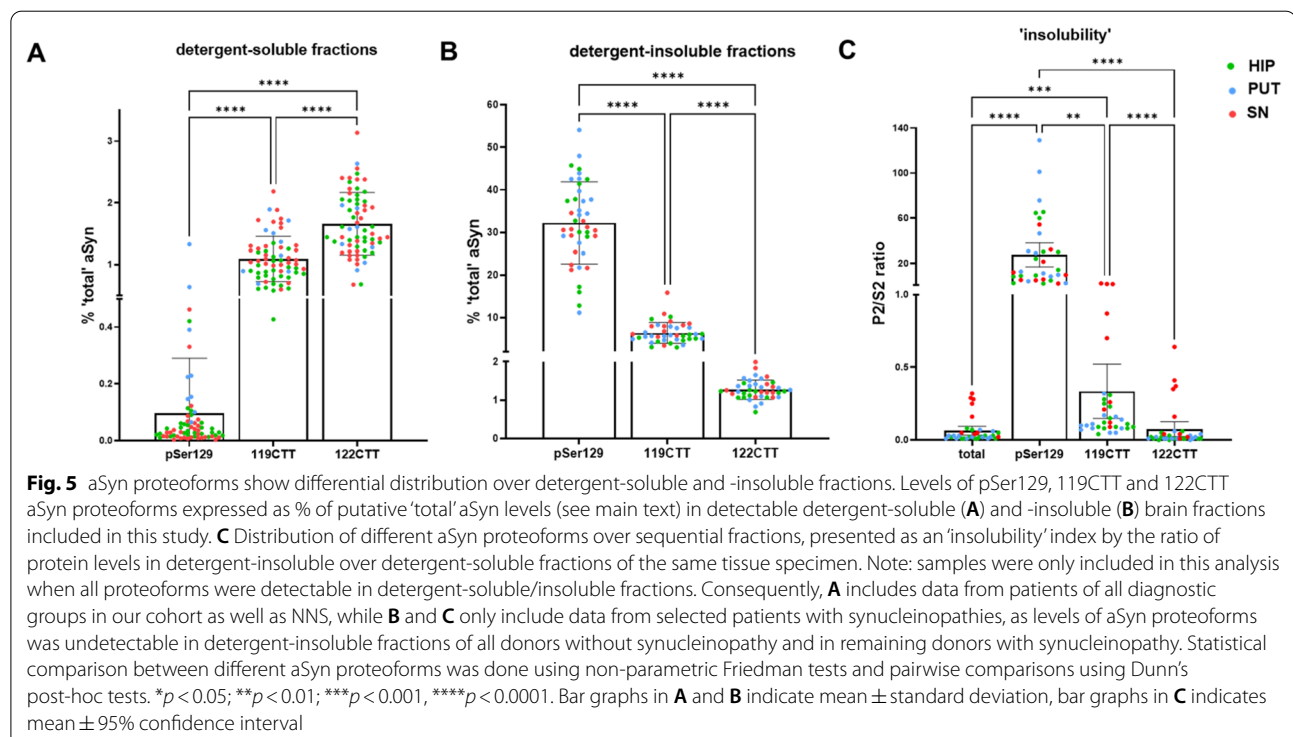 A
detergent-soluble fractions
****
****
****
% 'total' aSyn
3
2
1
0.4
0.2
0.0
pSer129
119CTT
122CTT
B
detergent-insoluble fractions
****
****
****
% 'total' aSyn
60
50
40
30
20
10
2
1
0
pSer129
119CTT
122CTT
C
'insolubility'
****
***
****
**
****
HIP
PUT
SN
P2/S2 ratio
140
100
60
20
1.0
0.5
0.0
total
pSer129
119CTT
122CTT
Fig. 5 aSyn proteoforms show differential distribution over detergent-soluble and -insoluble fractions. Levels of pSer129, 119CTT and 122CTT
aSyn proteoforms expressed as % of putative ‘total’ aSyn levels (see main text) in detectable detergent-soluble (A) and -insoluble (B) brain fractions
included in this study. C Distribution of different aSyn proteoforms over sequential fractions, presented as an ‘insolubility’ index by the ratio of
protein levels in detergent-insoluble over detergent-soluble fractions of the same tissue specimen. Note: samples were only included in this analysis
when all proteoforms were detectable in detergent-soluble/insoluble fractions. Consequently, A includes data from patients of all diagnostic
groups in our cohort as well as NNS, while B and C only include data from selected patients with synucleinopathies, as levels of aSyn proteoforms
was undetectable in detergent-insoluble fractions of all donors without synucleinopathy and in remaining donors with synucleinopathy. Statistical
comparison between different aSyn proteoforms was done using non-parametric Friedman tests and pairwise comparisons using Dunn’s
post-hoc tests. *p < 0.05; **p < 0.01; ***p < 0.001, ****p < 0.0001. Bar graphs in A and B indicate mean ± standard deviation, bar graphs in C indicates
mean ± 95% confidence interval